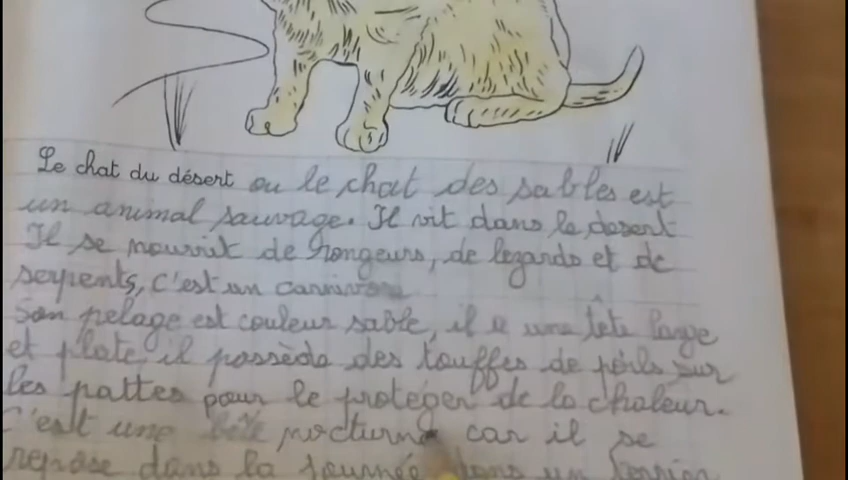 Le chat du désert ou le chat des sables est
un animal sauvage. Il vit dans le desert
Il se nourrit de rongeurs, de lezards et de
serpents, c'est un carnivore
Son pelage est couleur sable, il a une tête large
et plate il possède des touffes de poils sur
les pattes pour le protéger de la chaleur.
C'est une bête nocturne car il se
repose dans la journée dans un terrier